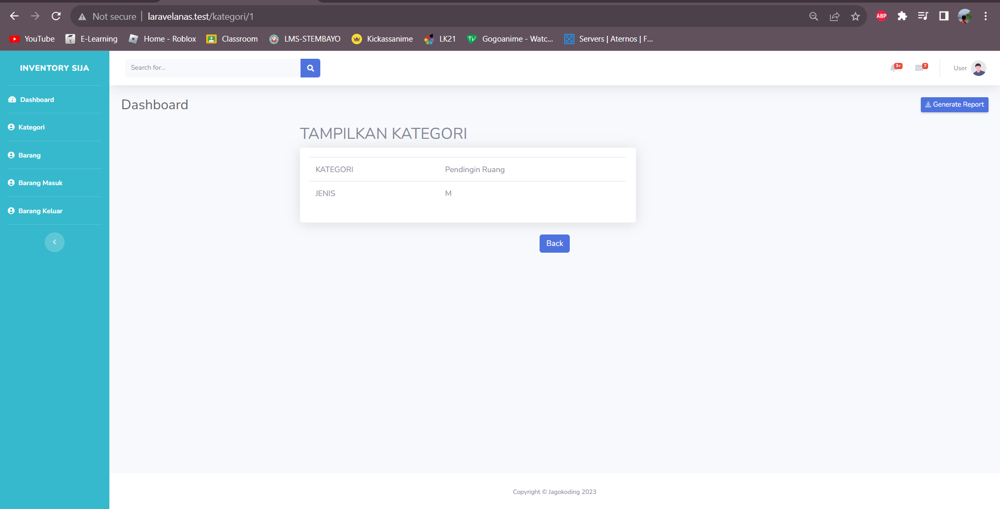 Not secure laravelanas.test/kategori/1 ABP
YouTube E-Learning Home - Roblox Classroom LMS-STEMBAYO Kickassanime LK21 TV Gogoanime - Watc... Servers | Aternos | F...
INVENTORY SIJA
Search for...
3+ 7 User
Dashboard
Kategori
Barang
Barang Masuk
Barang Keluar
Dashboard
Generate Report
TAMPILKAN KATEGORI
KATEGORI Pendingin Ruang
JENIS M
Back
Copyright © Jagokoding 2023